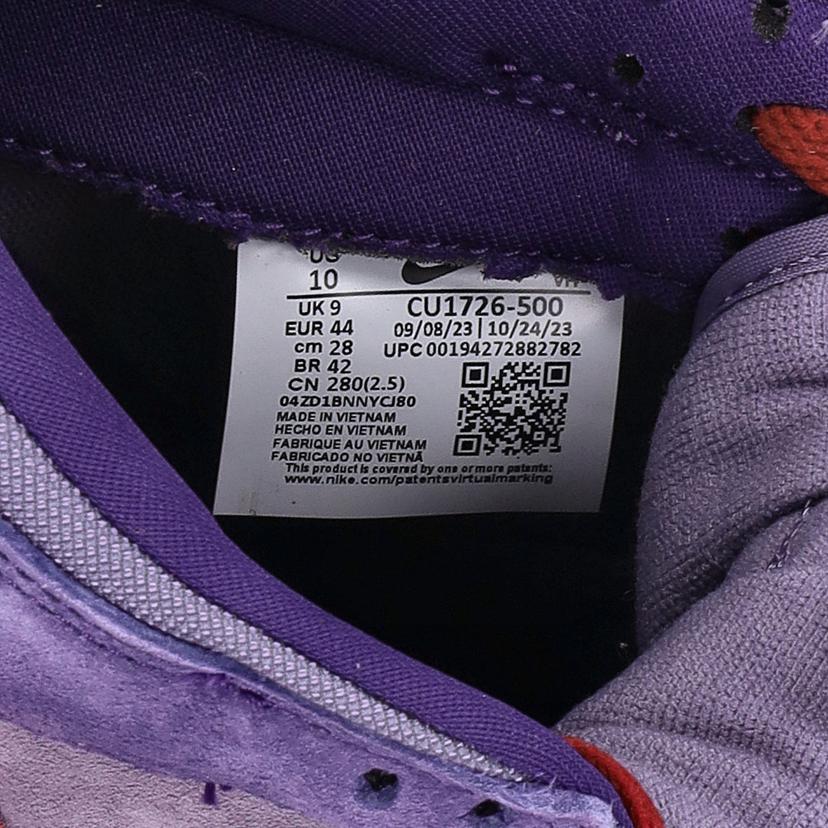 US
10
UK 9
CU1726-500
EUR 44
09/08/23 | 10/24/23
cm 28
UPC 00194272882782
BR 42
CN 280(2.5)
04ZD1BNNYCJ80
MADE IN VIETNAM
HECHO EN VIETNAM
FABRIQUE AU VIETNAM
FABRICADO NO VIETNÃ
This product is covered by one or more patents:
www.nike.com/patentsvirtualmarking